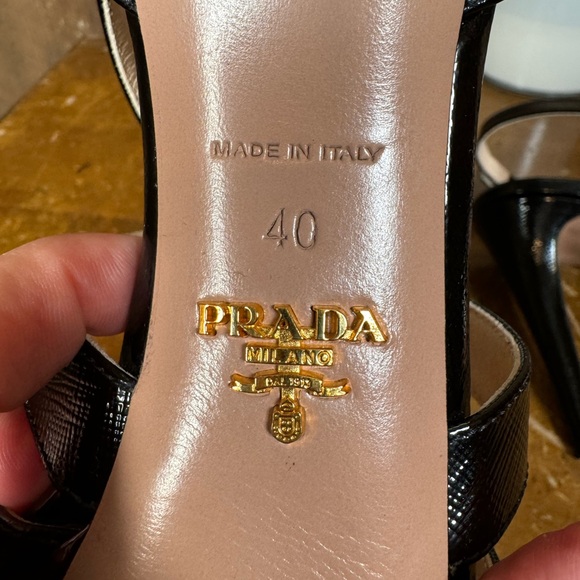 MADE IN ITALY
40
PRADA
MILANO
DAL 1913